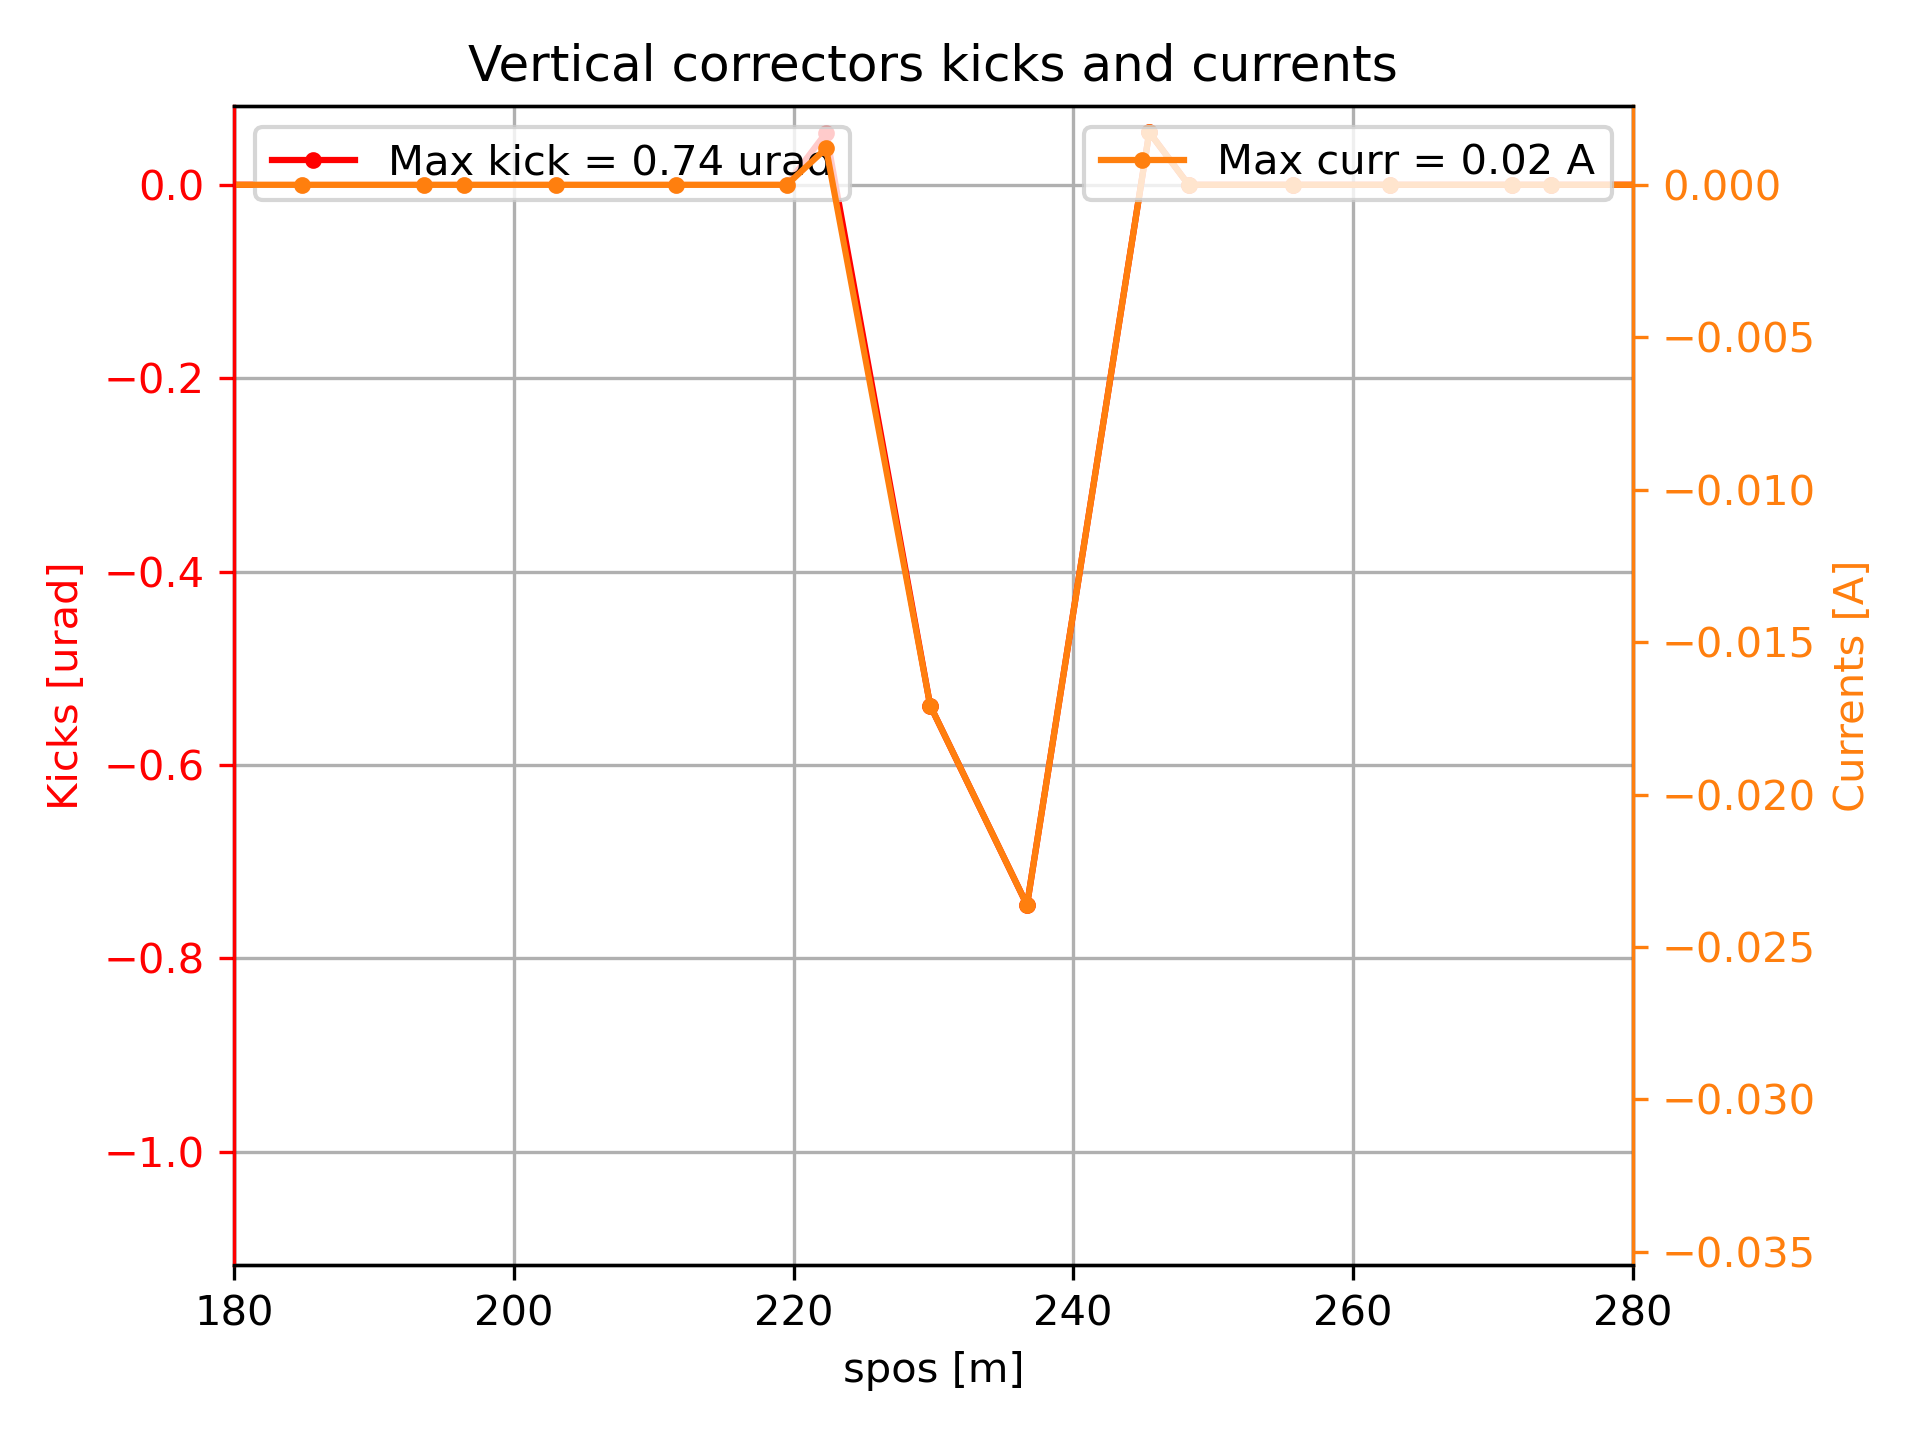 Vertical correctors kicks and currents
Max kick = 0.74 urad
Max curr = 0.02 A
0.0
−0.2
−0.4
−0.6
−0.8
−1.0
Kicks [urad]
0.000
−0.005
−0.010
−0.015
−0.020
−0.025
−0.030
−0.035
Currents [A]
180 200 220 240 260 280
spos [m]